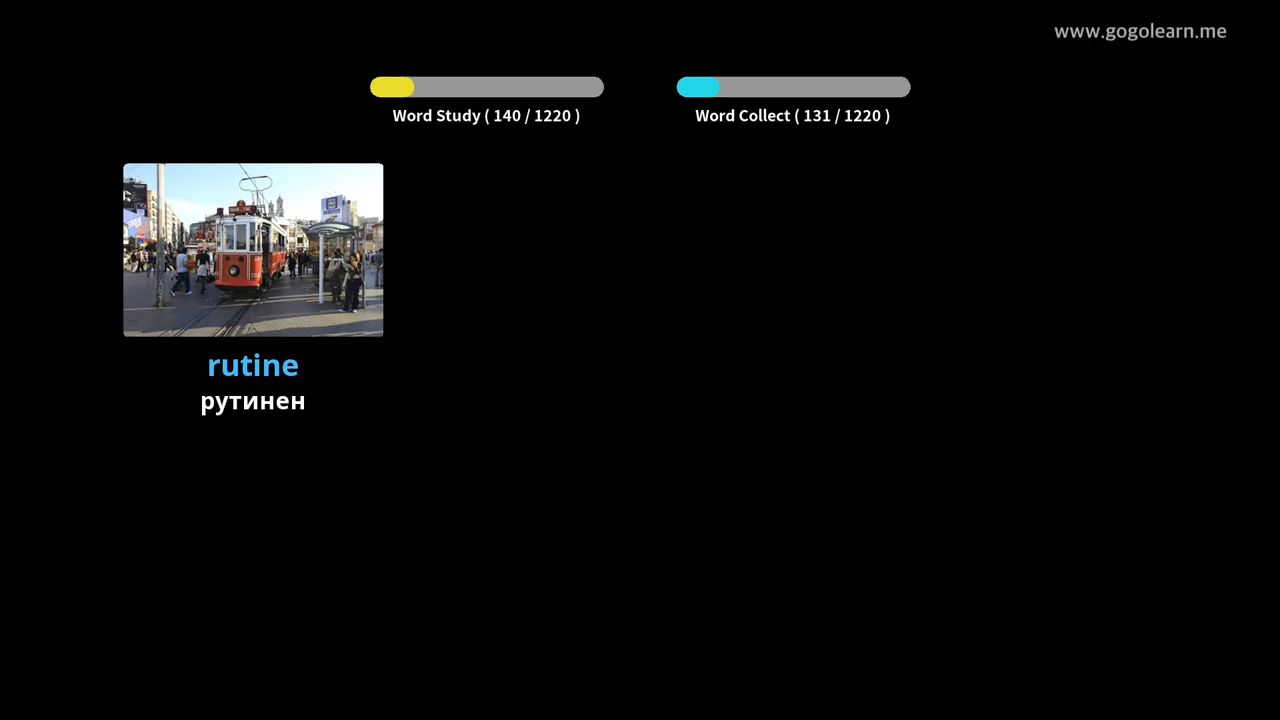 www.gogolearn.me
Word Study ( 140 / 1220 )
Word Collect ( 131 / 1220 )
rutine
рутинен